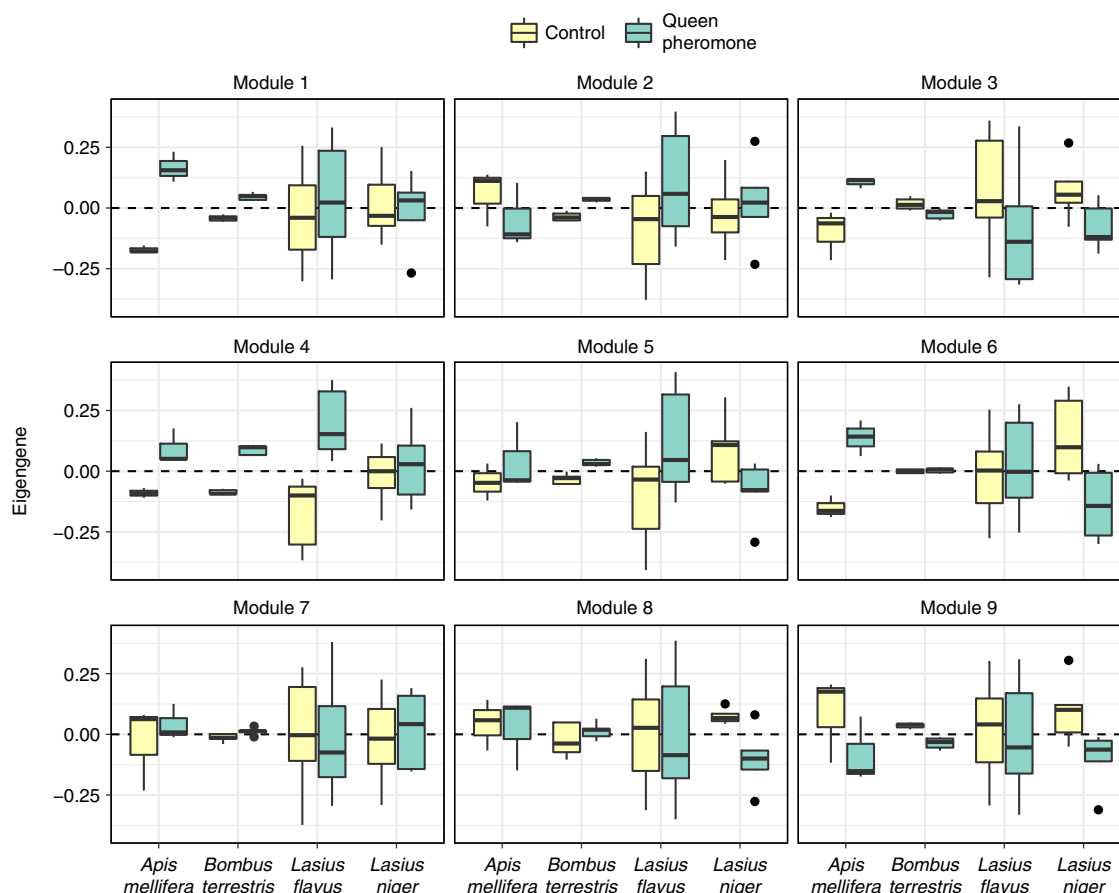 Control
Queen
pheromone
Module 1
Module 2
Module 3
0.25
0.00
−0.25
Module 4
Module 5
Module 6
Eigengene
0.25
0.00
−0.25
Module 7
Module 8
Module 9
0.25
0.00
−0.25
Apis
mellifera
Bombus
terrestris
Lasius
flavus
Lasius
niger
Apis
mellifera
Bombus
terrestris
Lasius
flavus
Lasius
niger
Apis
mellifera
Bombus
terrestris
Lasius
flavus
Lasius
niger